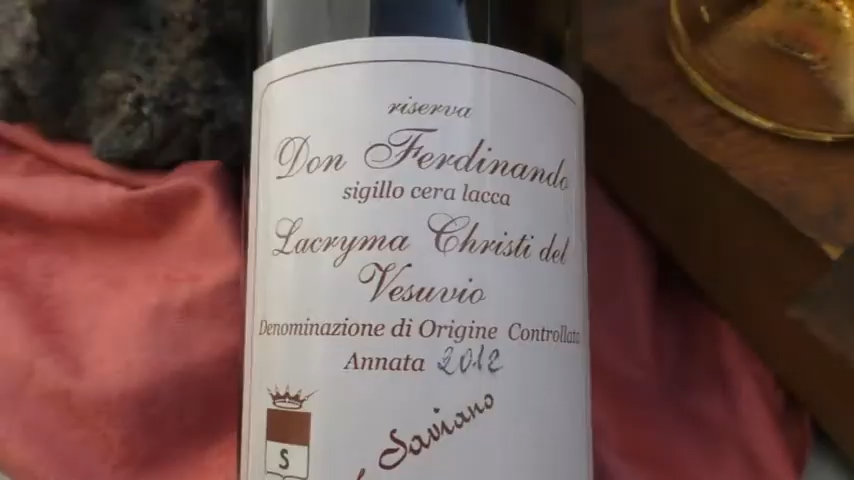 riserva
Don Ferdinando
sigillo cera lacca
Lacryma Christi del
Vesuvio
Denominazione di Origine Controllata
Annata 2012
Saviano
S